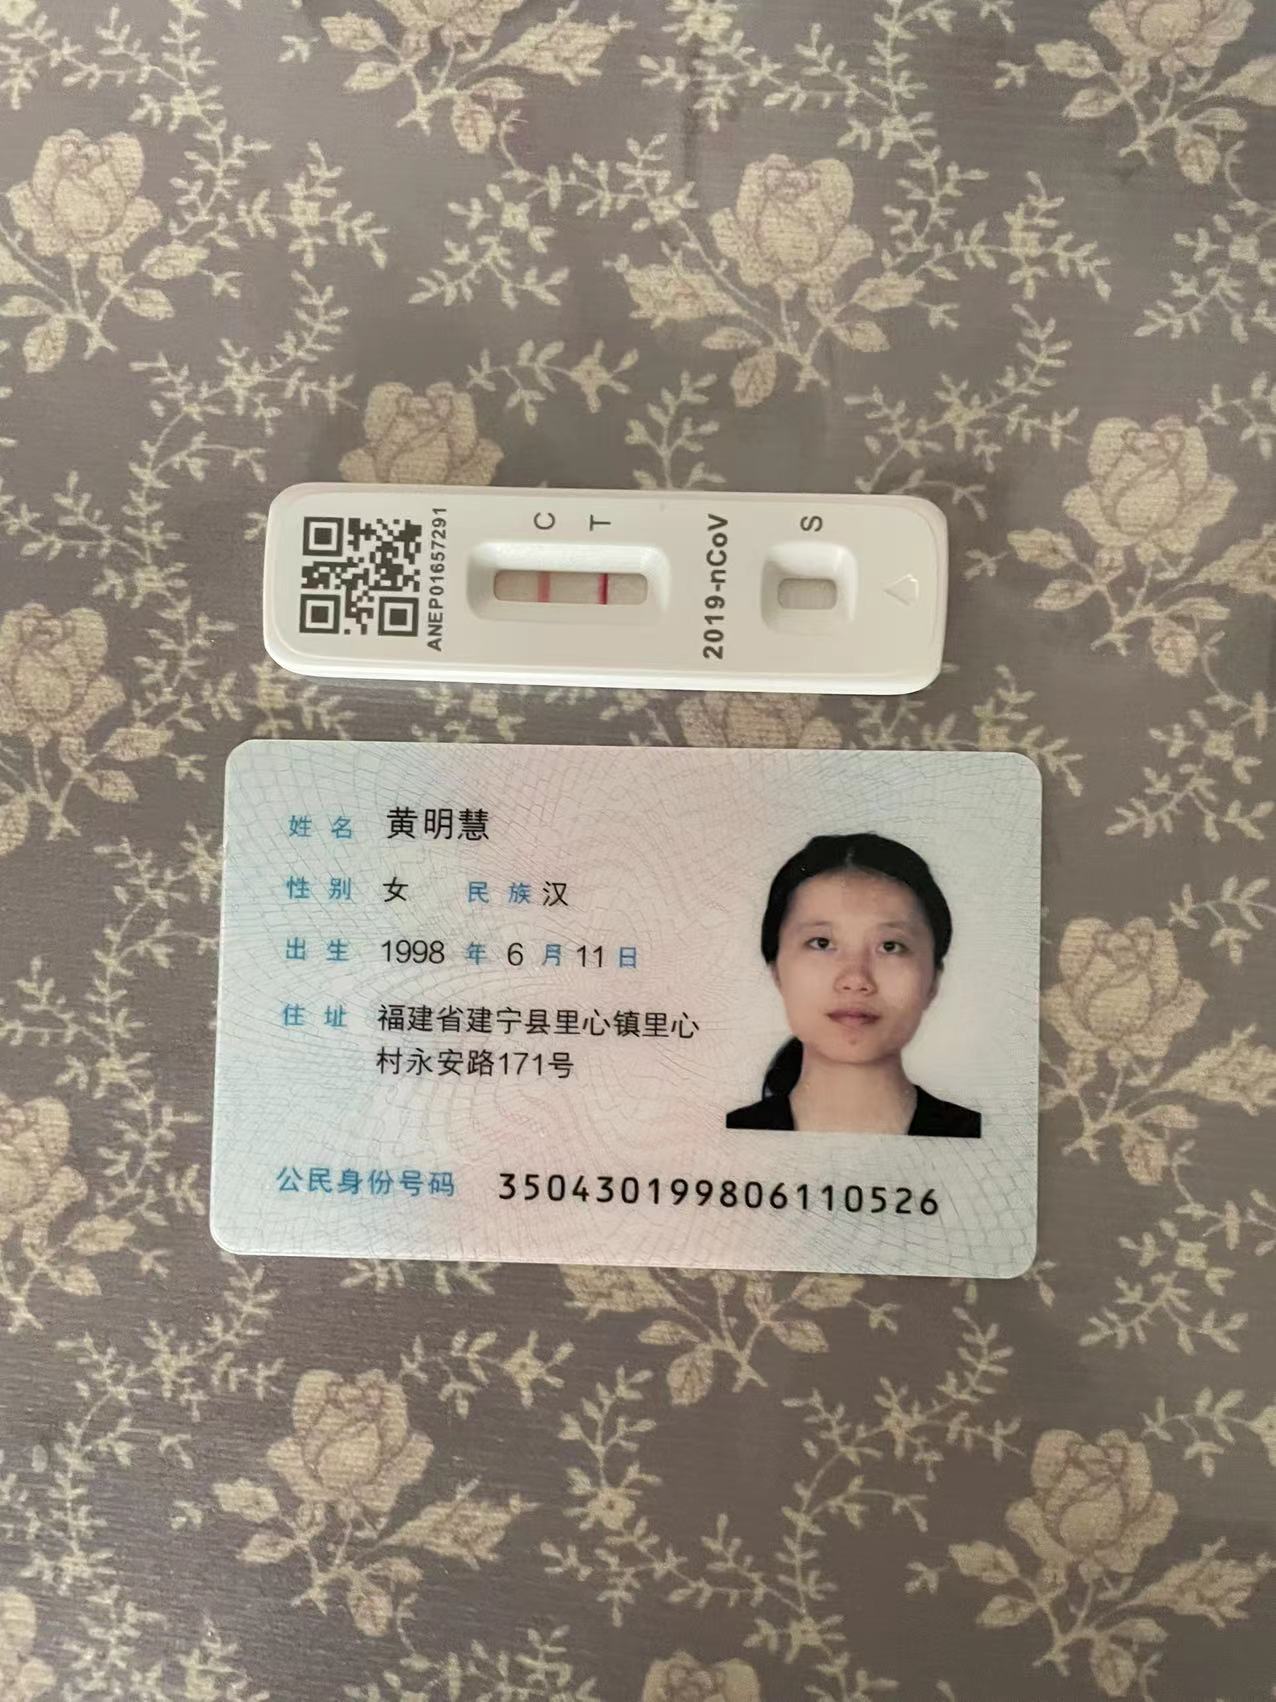 ANEP01657291
C
T
2019-nCoV
S
姓名 黄明慧
性别 女 民族 汉
出生 1998 年 6 月 11 日
住址 福建省建宁县里心镇里心
村永安路171号
公民身份号码 350430199806110526